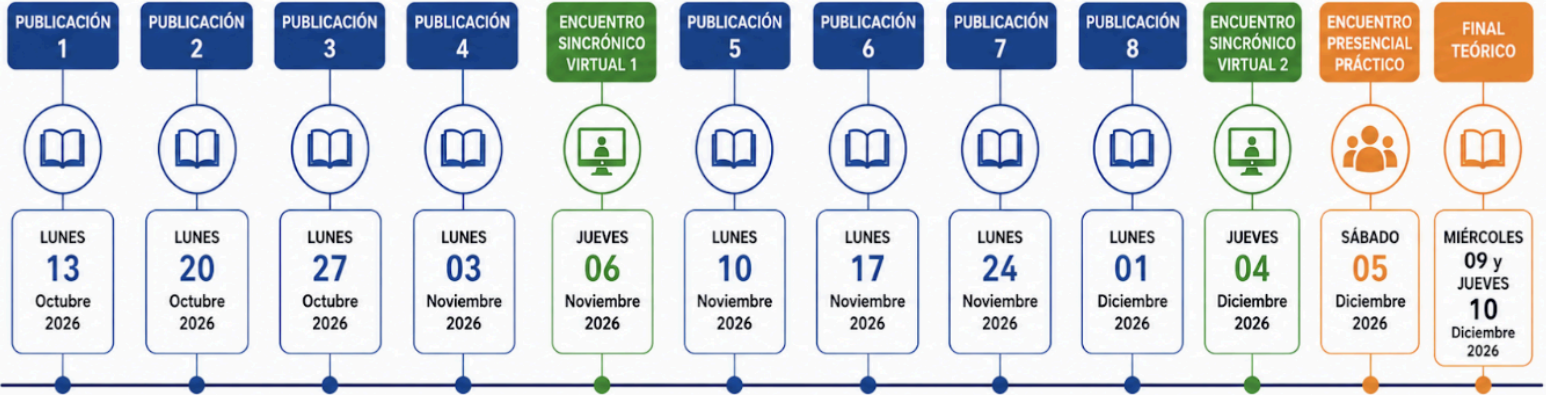 PUBLICACIÓN
1
LUNES
13
Octubre
2026
PUBLICACIÓN
2
LUNES
20
Octubre
2026
PUBLICACIÓN
3
LUNES
27
Octubre
2026
PUBLICACIÓN
4
LUNES
03
Noviembre
2026
ENCUENTRO
SINCRÓNICO
VIRTUAL 1
JUEVES
06
Noviembre
2026
PUBLICACIÓN
5
LUNES
10
Noviembre
2026
PUBLICACIÓN
6
LUNES
17
Noviembre
2026
PUBLICACIÓN
7
LUNES
24
Noviembre
2026
PUBLICACIÓN
8
LUNES
01
Diciembre
2026
ENCUENTRO
SINCRÓNICO
VIRTUAL 2
JUEVES
04
Diciembre
2026
ENCUENTRO
PRESENCIAL
PRÁCTICO
SÁBADO
05
Diciembre
2026
FINAL
TEÓRICO
MIÉRCOLES
09 y
JUEVES
10
Diciembre
2026